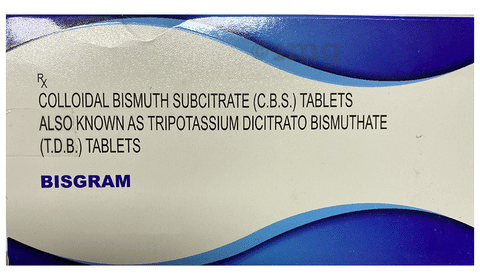 Rx
COLLOIDAL BISMUTH SUBCITRATE (C.B.S.) TABLETS
ALSO KNOWN AS TRIPOTASSIUM DICITRATO BISMUTHATE
(T.D.B.) TABLETS
BISGRAM